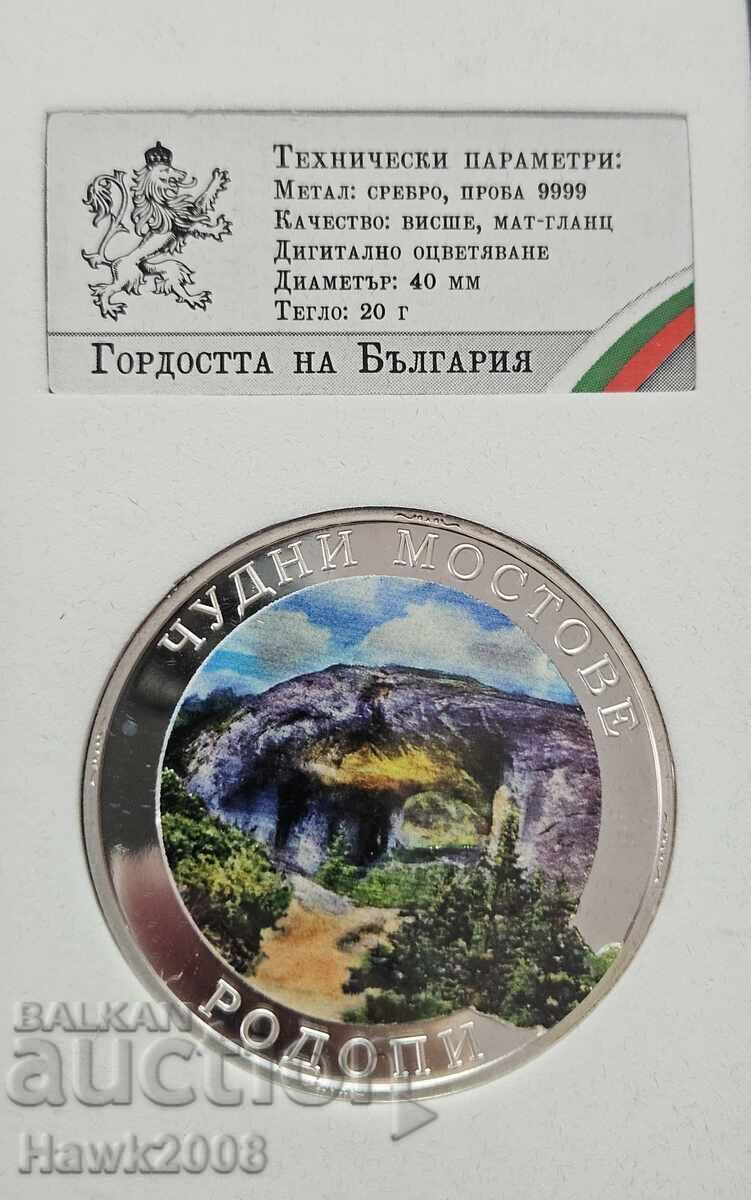 Технически параметри:
Метал: сребро, проба 9999
Качество: висше, мат-гланц
Дигитално оцветяване
Диаметър: 40 мм
Тегло: 20 г
Гордостта на България
ЧУДНИ МОСТОВЕ
РОДОПИ
BALKAN
auction
Hawk2008